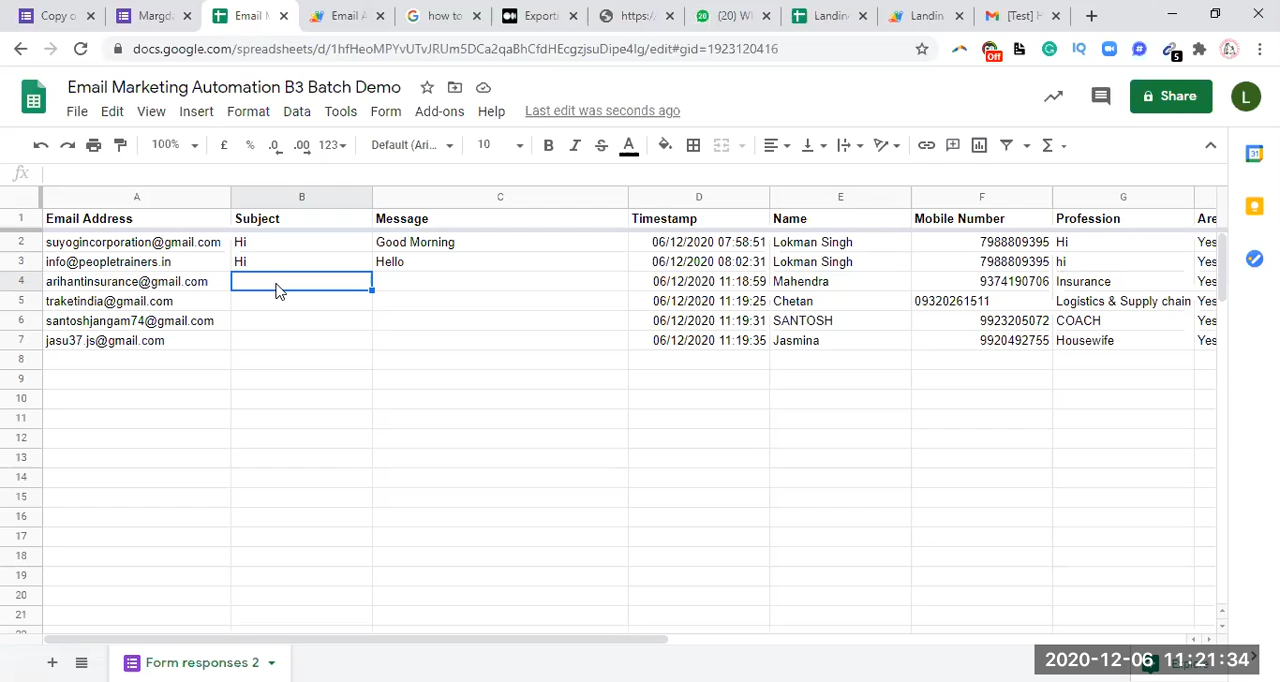 Copy o
Margda
Email M
Email A
how to
Exporti
https:/
(20) W
Landin
Landin
[Test] H
docs.google.com/spreadsheets/d/1hfHeoMPYvUTvJRUm5DCa2qaBhCfdHEcgzjsuDipe4lg/edit#gid=1923120416
Off
IQ
5
Email Marketing Automation B3 Batch Demo
File Edit View Insert Format Data Tools Form Add-ons Help Last edit was seconds ago
Share
L
100% £ % .0 .00 123 Default (Ari... 10 B I S A Σ
fx
A B C D E F G
1 Email Address Subject Message Timestamp Name Mobile Number Profession Are
2 suyogincorporation@gmail.com Hi Good Morning 06/12/2020 07:58:51 Lokman Singh 7988809395 Hi Yes
3 info@peopletrainers.in Hi Hello 06/12/2020 08:02:31 Lokman Singh 7988809395 hi Yes
4 arihantinsurance@gmail.com 06/12/2020 11:18:59 Mahendra 9374190706 Insurance Yes
5 traketindia@gmail.com 06/12/2020 11:19:25 Chetan 09320261511 Logistics & Supply chain Yes
6 santoshjangam74@gmail.com 06/12/2020 11:19:31 SANTOSH 9923205072 COACH Yes
7 jasu37.js@gmail.com 06/12/2020 11:19:35 Jasmina 9920492755 Housewife Yes
8
9
10
11
12
13
14
15
16
17
18
19
20
21
Form responses 2
2020-12-06 11:21:34